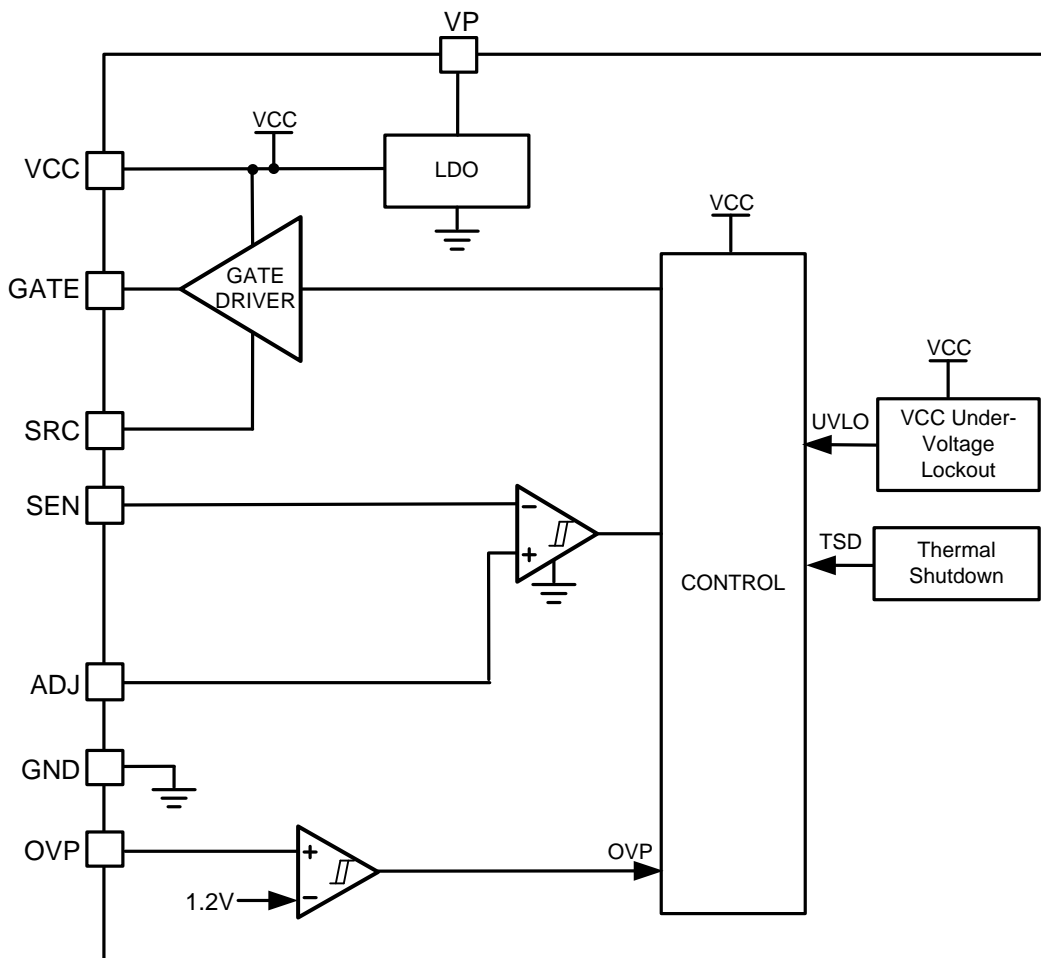 VP
VCC
VCC
LDO
VCC
GATE
GATE
DRIVER
VCC
SRC
UVLO
VCC Under-
Voltage
Lockout
SEN
-
+
TSD
Thermal
Shutdown
CONTROL
ADJ
GND
OVP
+
OVP
1.2V
-